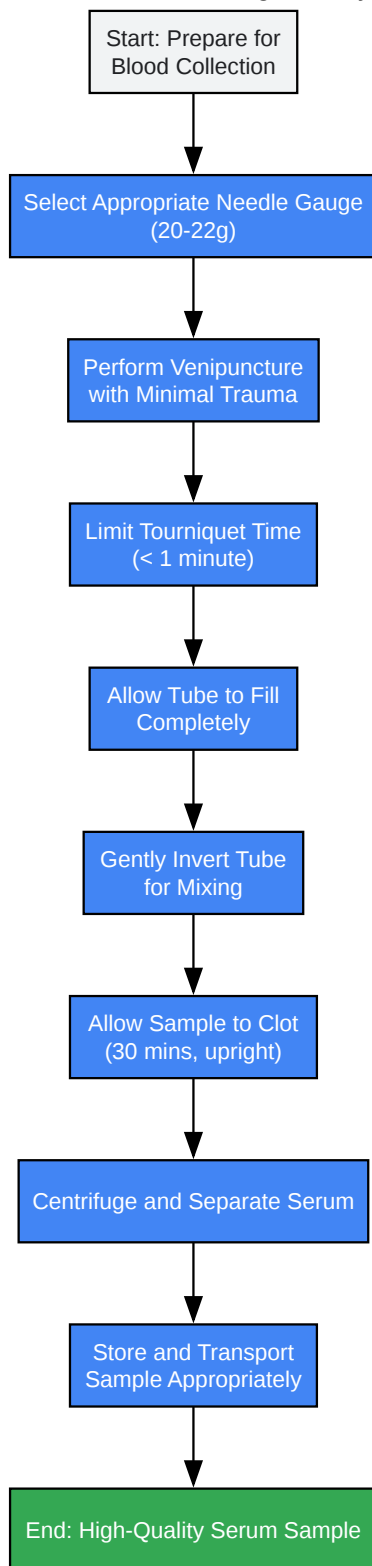 Start: Prepare for
Blood Collection
Select Appropriate Needle Gauge
(20-22g)
Perform Venipuncture
with Minimal Trauma
Limit Tourniquet Time
(< 1 minute)
Allow Tube to Fill
Completely
Gently Invert Tube
for Mixing
Allow Sample to Clot
(30 mins, upright)
Centrifuge and Separate Serum
Store and Transport
Sample Appropriately
End: High-Quality Serum Sample